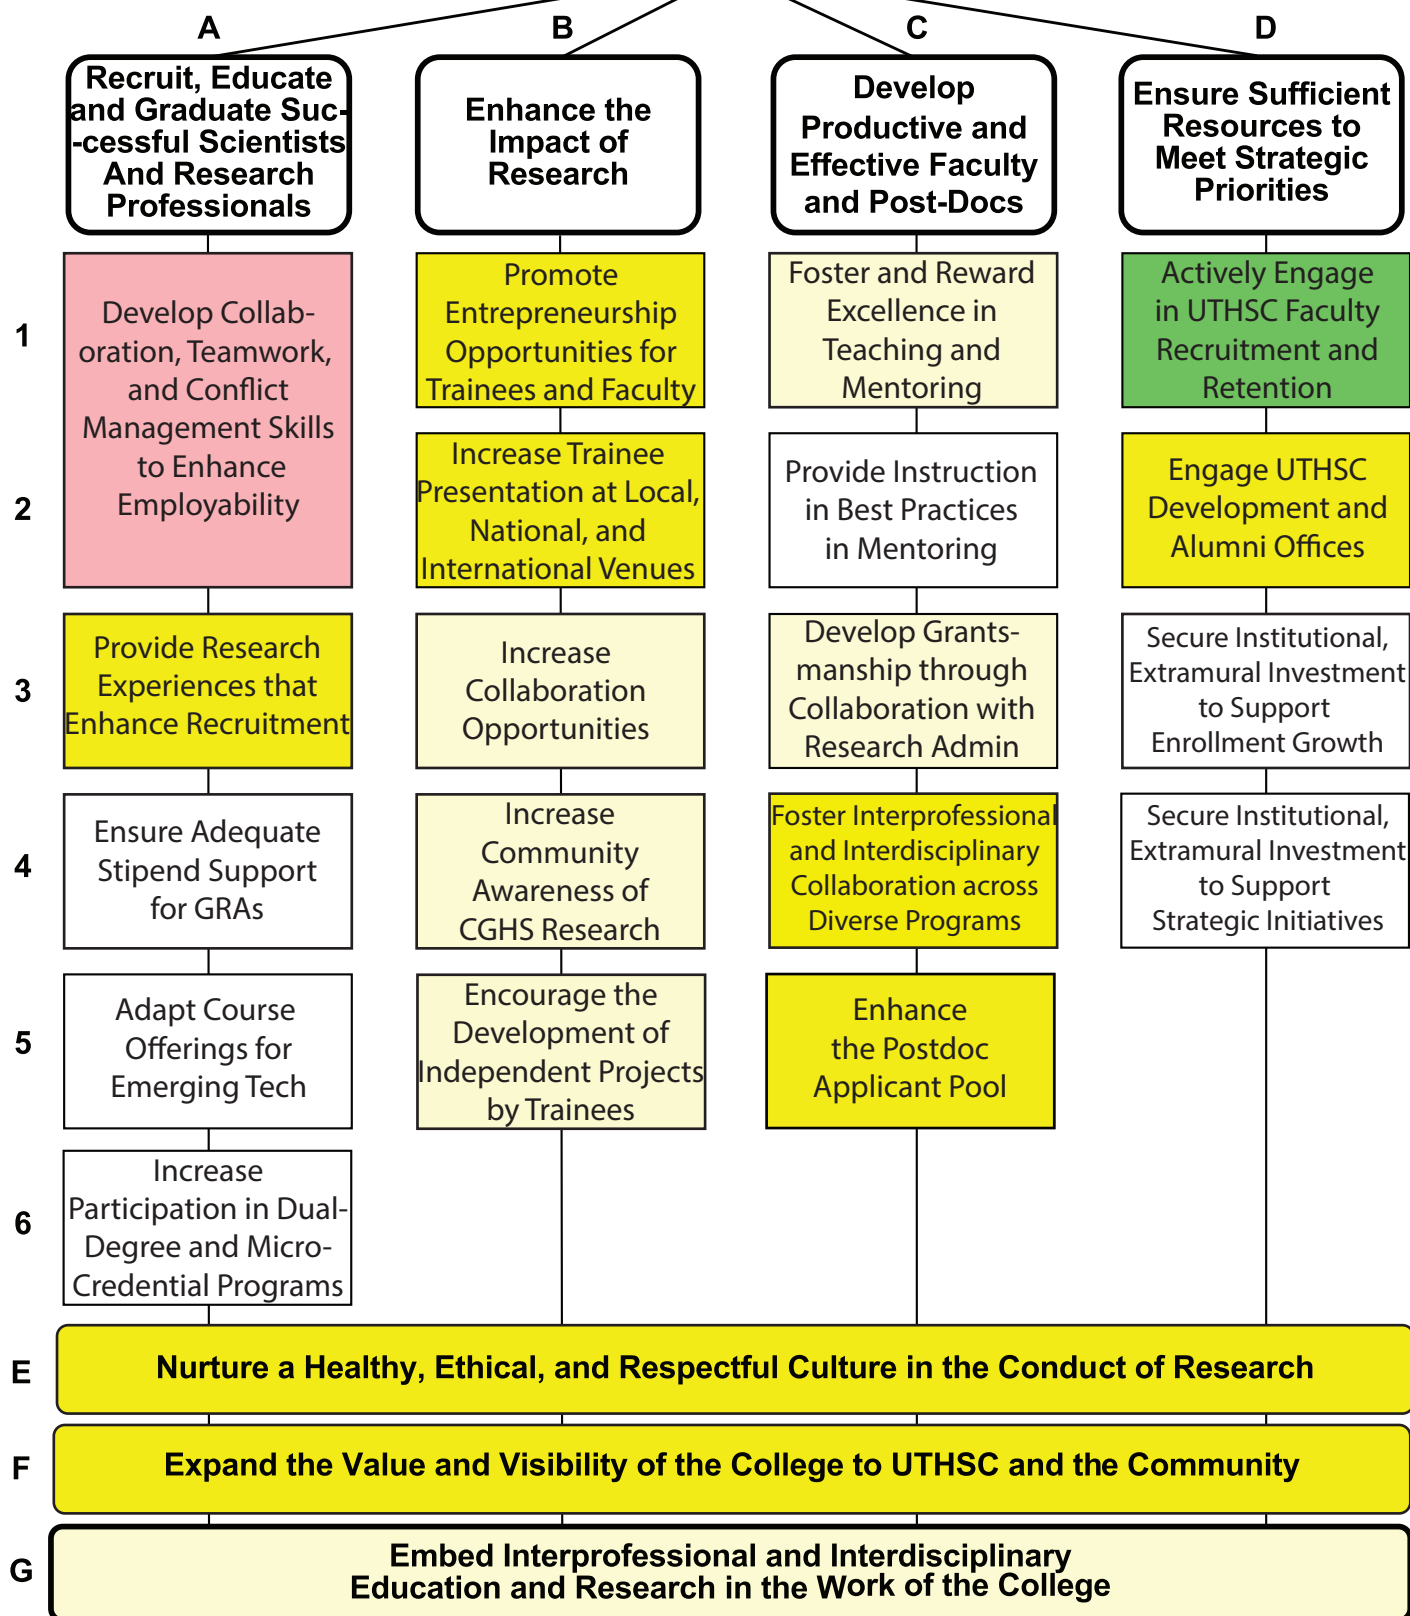 A
B
C
D
Recruit, Educate
and Graduate Suc-
-cessful Scientists
And Research
Professionals
Enhance the
Impact of
Research
Develop
Productive and
Effective Faculty
and Post-Docs
Ensure Sufficient
Resources to
Meet Strategic
Priorities
1
2
Develop Collab-
oration, Teamwork,
and Conflict
Management Skills
to Enhance
Employability
Promote
Entrepreneurship
Opportunities for
Trainees and Faculty
Foster and Reward
Excellence in
Teaching and
Mentoring
Actively Engage
in UTHSC Faculty
Recruitment and
Retention
Increase Trainee
Presentation at Local,
National, and
International Venues
Provide Instruction
in Best Practices
in Mentoring
Engage UTHSC
Development and
Alumni Offices
3
Provide Research
Experiences that
Enhance Recruitment
Increase
Collaboration
Opportunities
Develop Grants-
manship through
Collaboration with
Research Admin
Secure Institutional,
Extramural Investment
to Support
Enrollment Growth
4
Ensure Adequate
Stipend Support
for GRAs
Increase
Community
Awareness of
CGHS Research
Foster Interprofessional
and Interdisciplinary
Collaboration across
Diverse Programs
Secure Institutional,
Extramural Investment
to Support
Strategic Initiatives
5
Adapt Course
Offerings for
Emerging Tech
Encourage the
Development of
Independent Projects
by Trainees
Enhance
the Postdoc
Applicant Pool
6
Increase
Participation in Dual-
Degree and Micro-
Credential Programs
E
Nurture a Healthy, Ethical, and Respectful Culture in the Conduct of Research
F
Expand the Value and Visibility of the College to UTHSC and the Community
G
Embed Interprofessional and Interdisciplinary
Education and Research in the Work of the College